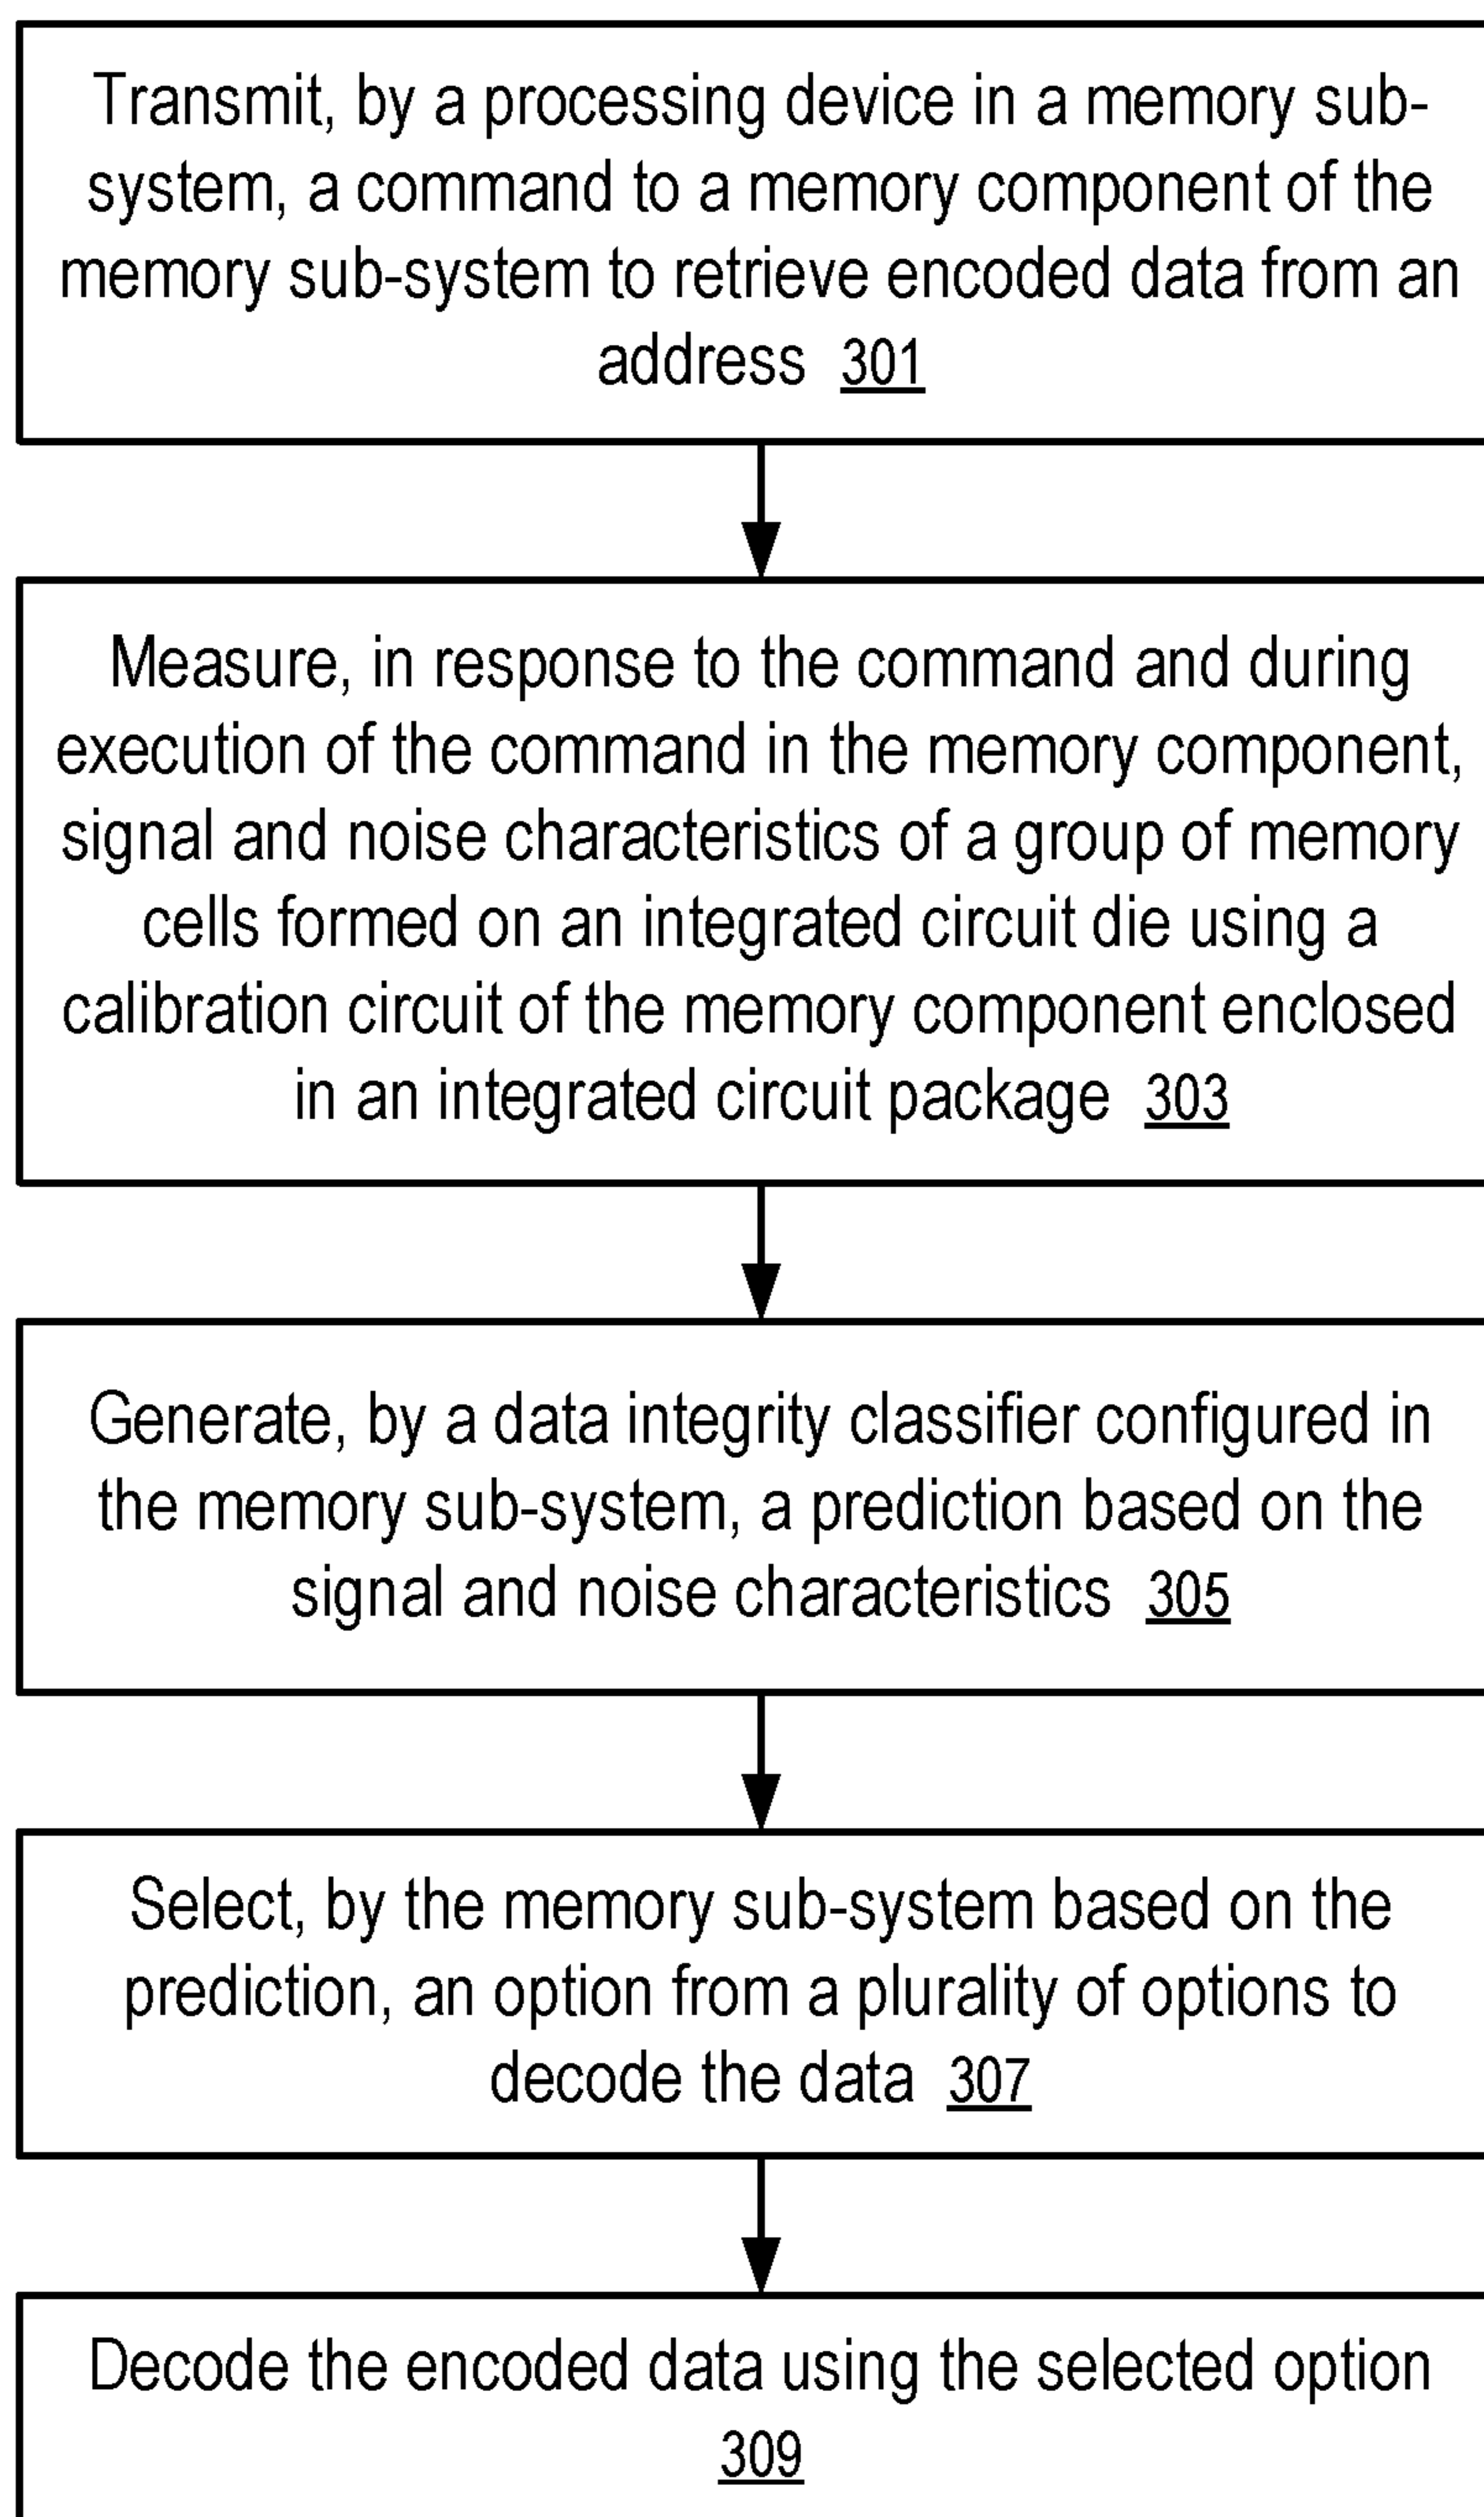 Transmit, by a processing device in a memory sub-
system, a command to a memory component of the
memory sub-system to retrieve encoded data from an
address 301
Measure, in response to the command and during
execution of the command in the memory component,
signal and noise characteristics of a group of memory
cells formed on an integrated circuit die using a
calibration circuit of the memory component enclosed
in an integrated circuit package 303
Generate, by a data integrity classifier configured in
the memory sub-system, a prediction based on the
signal and noise characteristics 305
Select, by the memory sub-system based on the
prediction, an option from a plurality of options to
decode the data 307
Decode the encoded data using the selected option
309